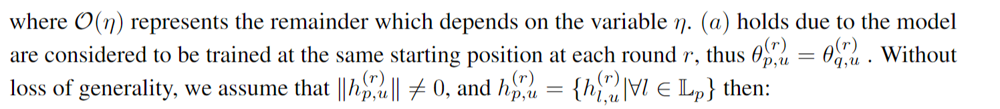 where $\mathcal{O}(\eta)$ represents the remainder which depends on the variable $\eta$. $(a)$ holds due to the model
are considered to be trained at the same starting position at each round $r$, thus $\theta_{p,u}^{(r)} = \theta_{q,u}^{(r)}$ . Without
loss of generality, we assume that $\|h_{p,u}^{(r)}\| \neq 0$, and $h_{p,u}^{(r)} = \{h_{l,u}^{(r)} | \forall l \in \mathbb{L}_p\}$ then: